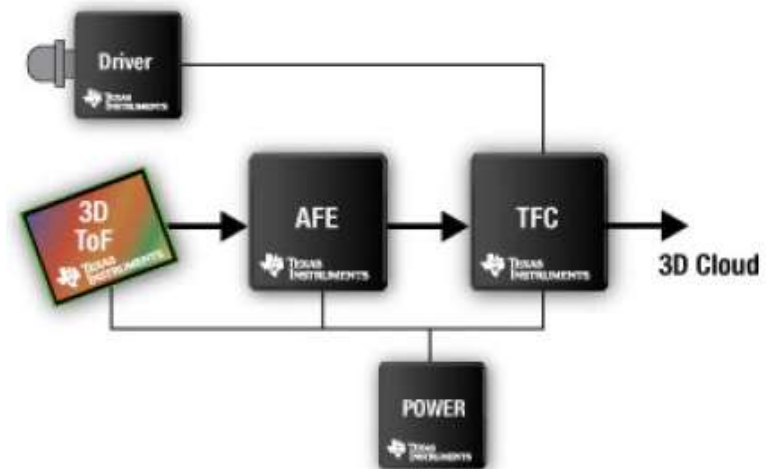 Driver
TEXAS
INSTRUMENTS
3D
ToF
TEXAS
INSTRUMENTS
AFE
TEXAS
INSTRUMENTS
TFC
TEXAS
INSTRUMENTS
3D Cloud
POWER
TEXAS
INSTRUMENTS